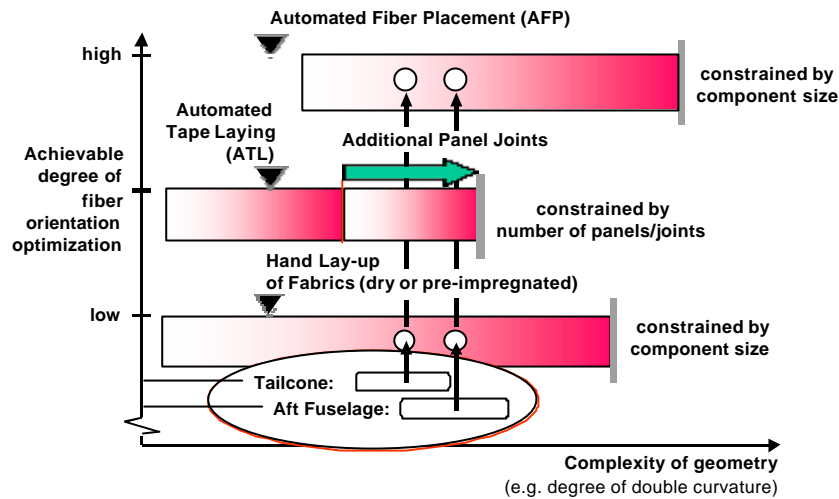 Automated Fiber Placement (AFP)
high
constrained by
component size
Automated
Tape Laying
(ATL)
Additional Panel Joints
Achievable
degree of
fiber
orientation
optimization
constrained by
number of panels/joints
Hand Lay-up
of Fabrics (dry or pre-impregnated)
low
constrained by
component size
Tailcone:
Aft Fuselage:
Complexity of geometry
(e.g. degree of double curvature)